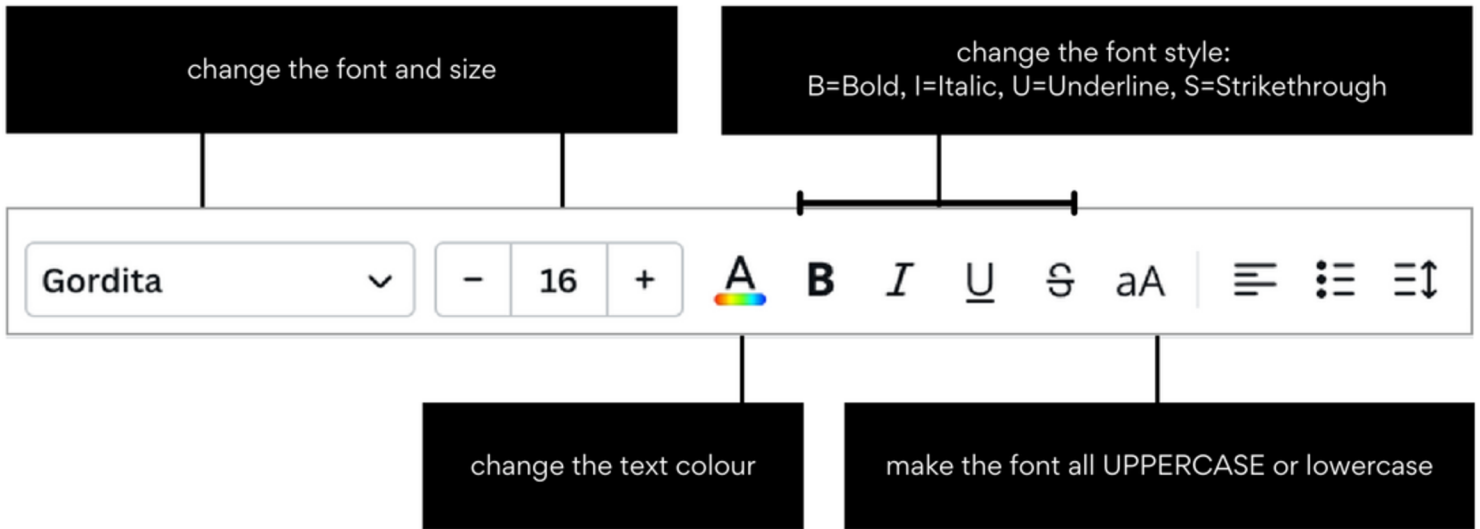 change the font and size
change the font style:
B=Bold, I=Italic, U=Underline, S=Strikethrough
Gordita
− 16 +
A B I U S aA
change the text colour
make the font all UPPERCASE or lowercase